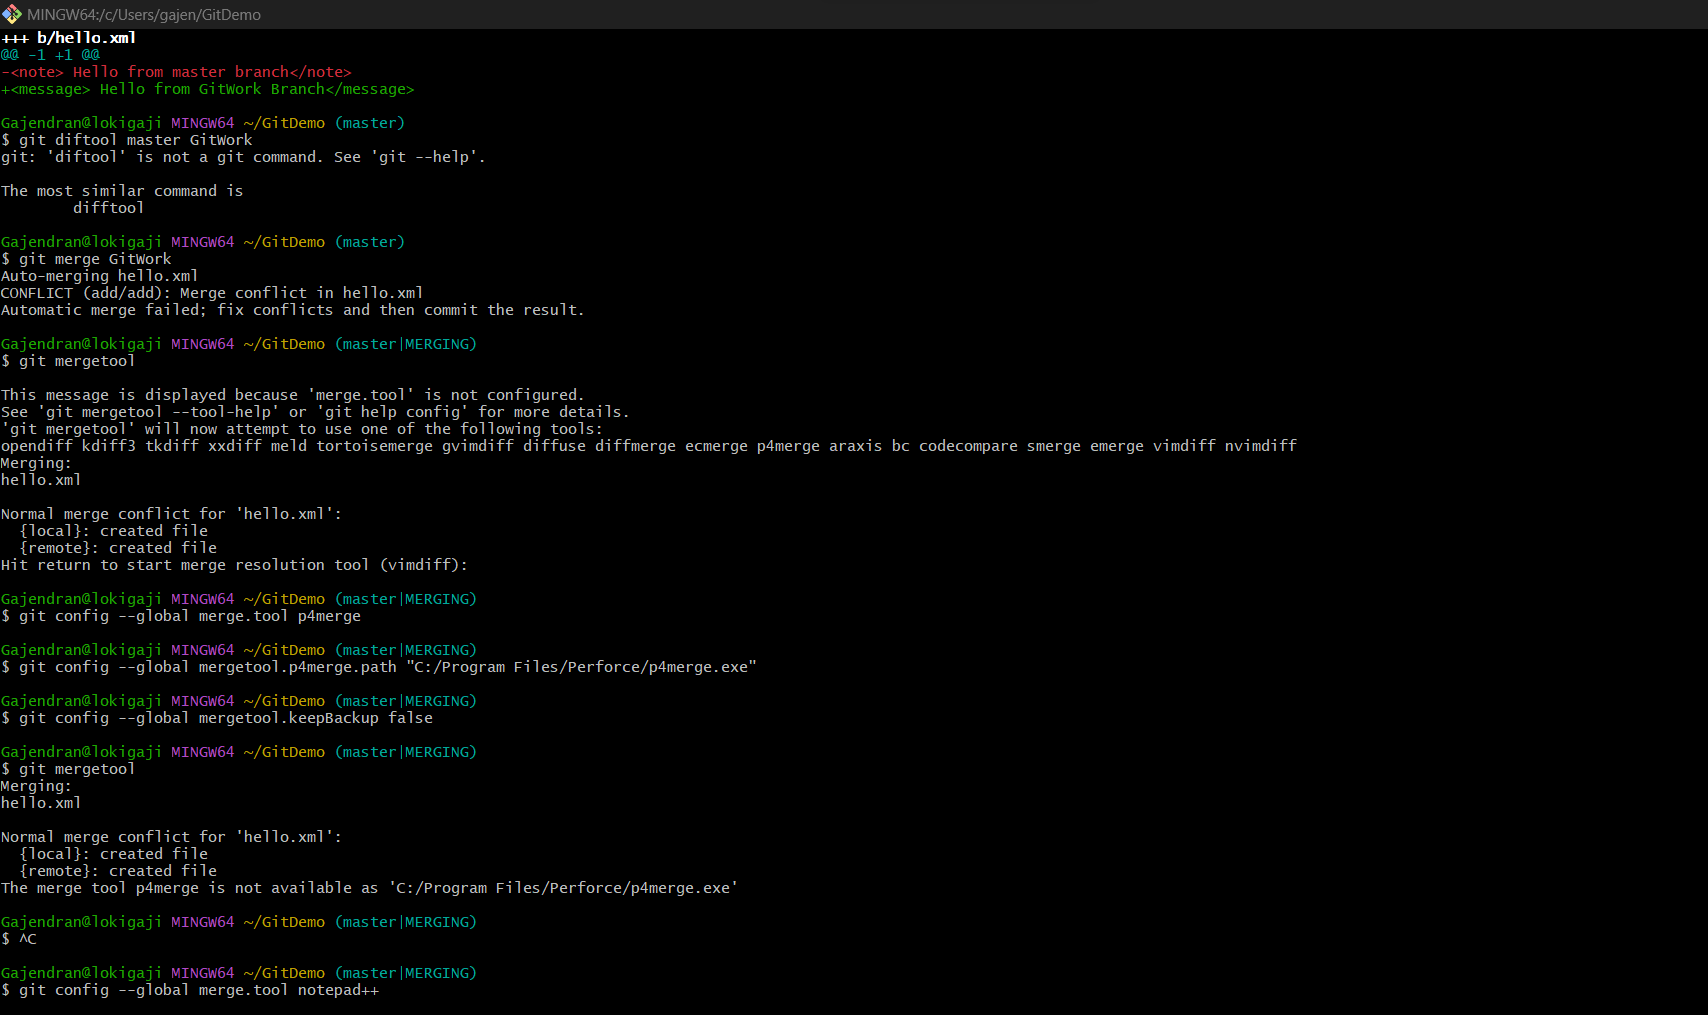 MINGW64:/c/Users/gajen/GitDemo
+++ b/hello.xml
@@ -1 +1 @@
-<note> Hello from master branch</note>
+<message> Hello from GitWork Branch</message>
Gajendran@lokigaji MINGW64 ~/GitDemo (master)
$ git diftool master GitWork
git: 'diftool' is not a git command. See 'git --help'.
The most similar command is
        difftool
Gajendran@lokigaji MINGW64 ~/GitDemo (master)
$ git merge GitWork
Auto-merging hello.xml
CONFLICT (add/add): Merge conflict in hello.xml
Automatic merge failed; fix conflicts and then commit the result.
Gajendran@lokigaji MINGW64 ~/GitDemo (master|MERGING)
$ git mergetool
This message is displayed because 'merge.tool' is not configured.
See 'git mergetool --tool-help' or 'git help config' for more details.
'git mergetool' will now attempt to use one of the following tools:
opendiff kdiff3 tkdiff xxdiff meld tortoisemerge gvimdiff diffuse diffmerge ecmerge p4merge araxis bc codecompare smerge emerge vimdiff nvimdiff
Merging:
hello.xml
Normal merge conflict for 'hello.xml':
  {local}: created file
  {remote}: created file
Hit return to start merge resolution tool (vimdiff):
Gajendran@lokigaji MINGW64 ~/GitDemo (master|MERGING)
$ git config --global merge.tool p4merge
Gajendran@lokigaji MINGW64 ~/GitDemo (master|MERGING)
$ git config --global mergetool.p4merge.path "C:/Program Files/Perforce/p4merge.exe"
Gajendran@lokigaji MINGW64 ~/GitDemo (master|MERGING)
$ git config --global mergetool.keepBackup false
Gajendran@lokigaji MINGW64 ~/GitDemo (master|MERGING)
$ git mergetool
Merging:
hello.xml
Normal merge conflict for 'hello.xml':
  {local}: created file
  {remote}: created file
The merge tool p4merge is not available as 'C:/Program Files/Perforce/p4merge.exe'
Gajendran@lokigaji MINGW64 ~/GitDemo (master|MERGING)
$ ^C
Gajendran@lokigaji MINGW64 ~/GitDemo (master|MERGING)
$ git config --global merge.tool notepad++